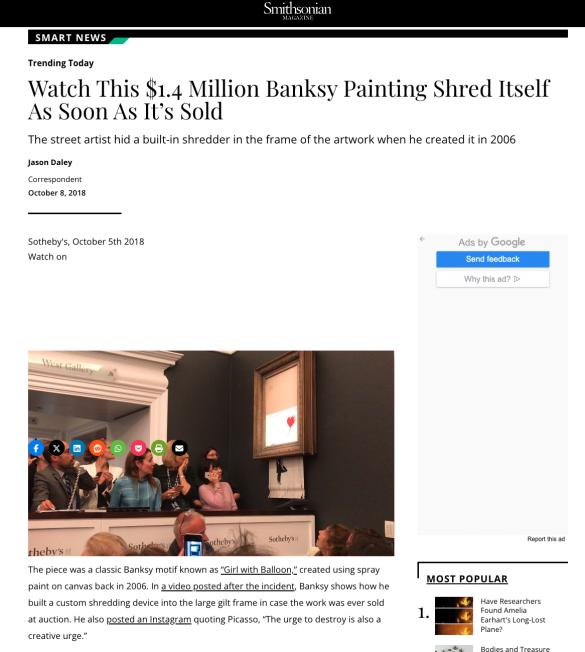 Smithsonian
MAGAZINE
SMART NEWS
Trending Today
Watch This $1.4 Million Banksy Painting Shred Itself
As Soon As It’s Sold
The street artist hid a built-in shredder in the frame of the artwork when he created it in 2006
Jason Daley
Correspondent
October 8, 2018
Sotheby's, October 5th 2018
Watch on
Ads by Google
Send feedback
Why this ad?
West Gallery
Sotheby's
otheby's
Sotheby's
theby's
Report this ad
The piece was a classic Banksy motif known as “Girl with Balloon,” created using spray
paint on canvas back in 2006. In a video posted after the incident, Banksy shows how he
built a custom shredding device into the large gilt frame in case the work was ever sold
at auction. He also posted an Instagram quoting Picasso, “The urge to destroy is also a
creative urge.”
MOST POPULAR
1.
Have Researchers
Found Amelia
Earhart's Long-Lost
Plane?
Bodies and Treasure